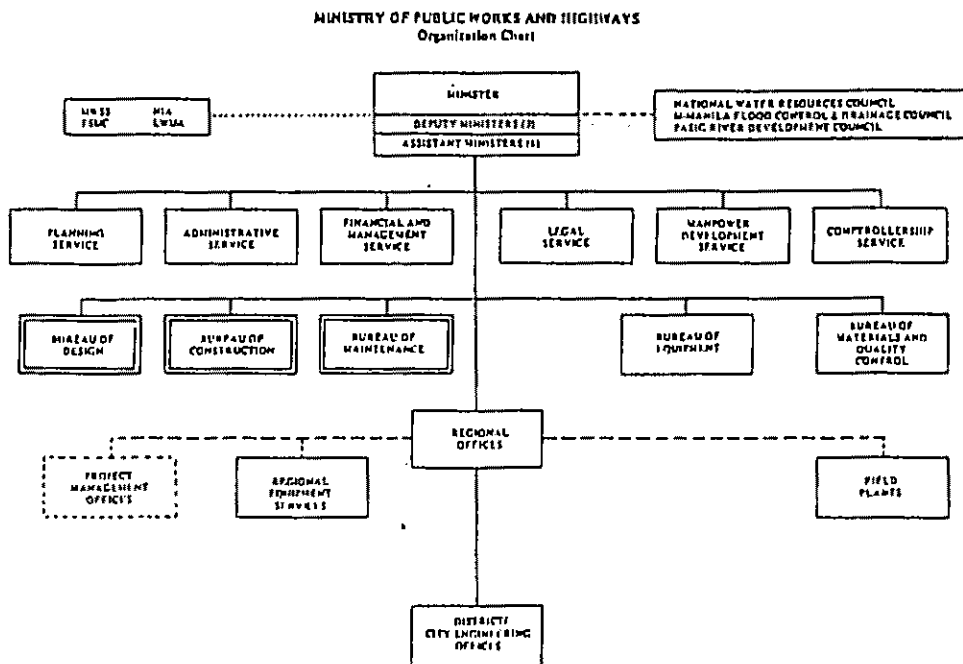 MINISTRY OF PUBLIC WORKS AND HIGHWAYS
Organization Chart
MINISTER
DEPUTY MINISTERS
ASSISTANT MINISTERS
MWSS NIA
LWUA
NATIONAL WATER RESOURCES COUNCIL
M-MANILA FLOOD CONTROL & DRAINAGE COUNCIL
PASIG RIVER DEVELOPMENT COUNCIL
PLANNING
SERVICE
ADMINISTRATIVE
SERVICE
FINANCIAL AND
MANAGEMENT
SERVICE
LEGAL
SERVICE
MANPOWER
DEVELOPMENT
SERVICE
COMPTROLLERSHIP
SERVICE
BUREAU OF
DESIGN
BUREAU OF
CONSTRUCTION
BUREAU OF
MAINTENANCE
BUREAU OF
EQUIPMENT
BUREAU OF
MATERIALS AND
QUALITY
CONTROL
REGIONAL
OFFICES
PROJECT
MANAGEMENT
OFFICES
REGIONAL
EQUIPMENT
SERVICES
FIELD
PLANTS
DISTRICT/
CITY ENGINEERING
OFFICES